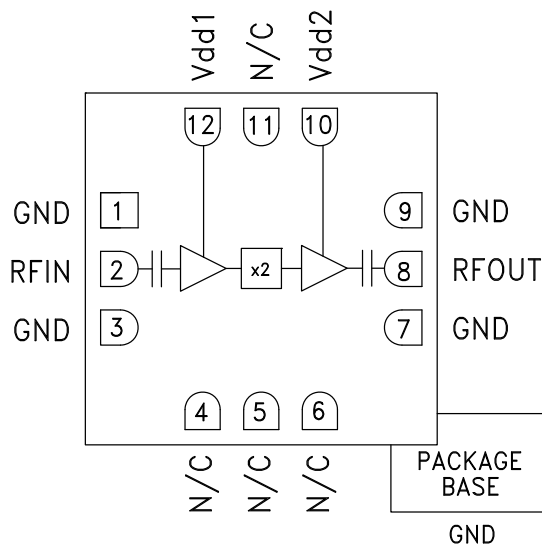 Vdd1
N/C
Vdd2
12
11
10
GND
1
9
GND
RFIN
2
x2
8
RFOUT
GND
3
7
GND
4
5
6
N/C
N/C
N/C
PACKAGE
BASE
GND